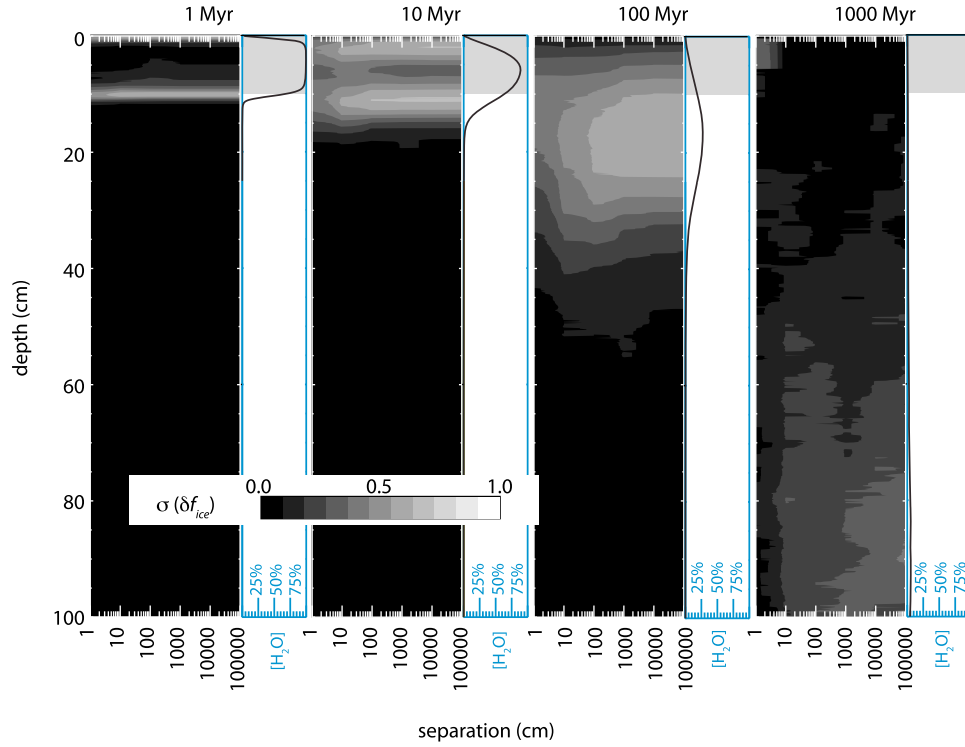 1 Myr 10 Myr 100 Myr 1000 Myr
0
20
40
60
80
100
depth (cm)
0.0 0.5 1.0
σ (δf_ice)
25% 50% 75% 25% 50% 75% 25% 50% 75% 25% 50% 75%
1 10 100 1000 10000 100000 [H₂O] 1 10 100 1000 10000 100000 [H₂O] 1 10 100 1000 10000 100000 [H₂O] 1 10 100 1000 10000 100000 [H₂O]
separation (cm)